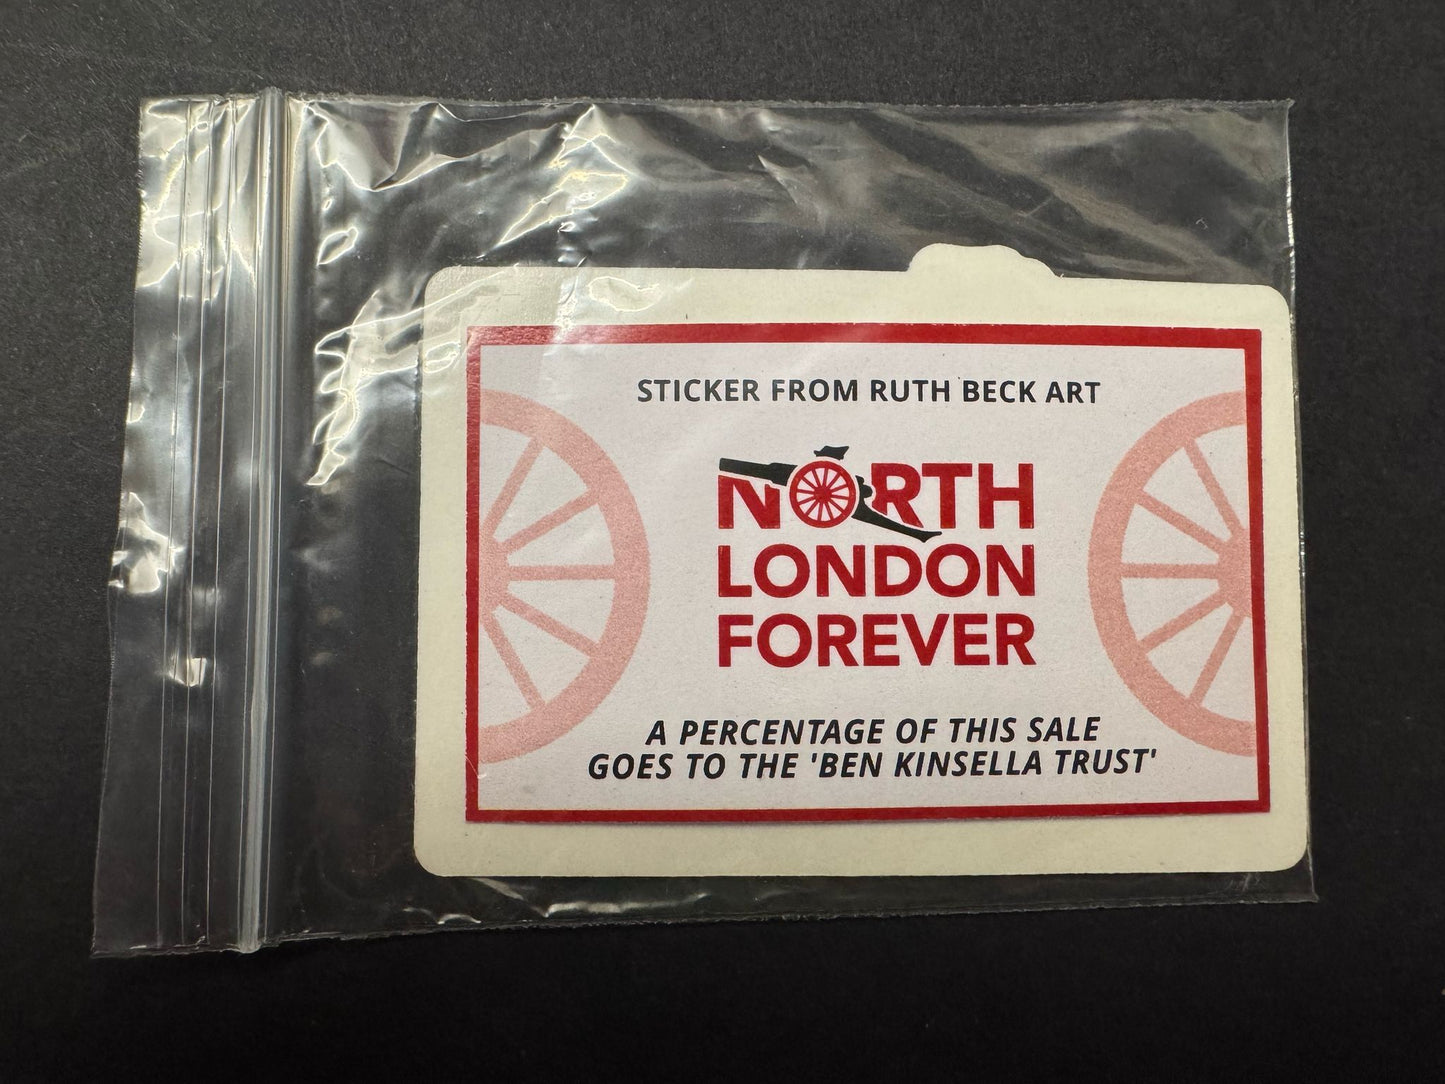 STICKER FROM RUTH BECK ART
NORTH
LONDON
FOREVER
A PERCENTAGE OF THIS SALE
GOES TO THE 'BEN KINSELLA TRUST'